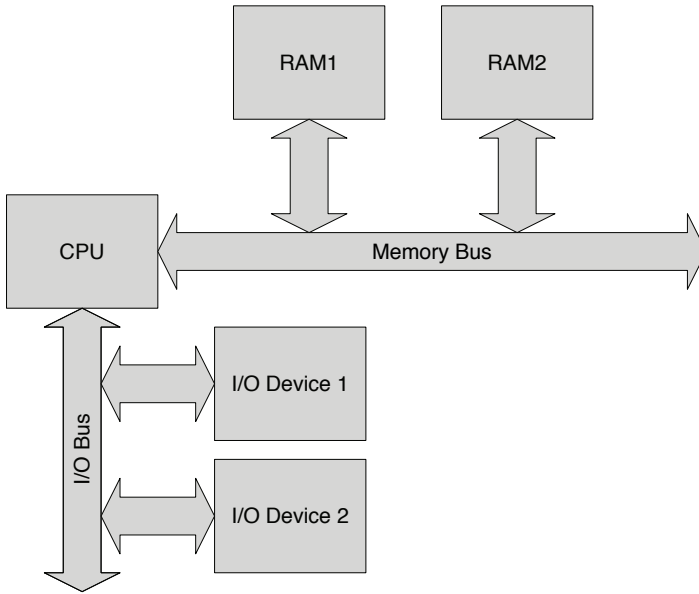 RAM1
RAM2
CPU
Memory Bus
I/O Device 1
I/O Bus
I/O Device 2